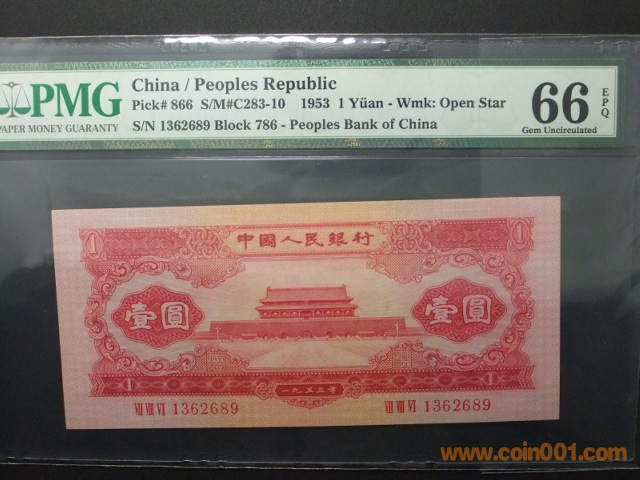 PMG
PAPER MONEY GUARANTY
China / Peoples Republic
Pick# 866 S/M#C283-10 1953 1 Yüan - Wmk: Open Star
S/N 1362689 Block 786 - Peoples Bank of China
66 EPQ
Gem Uncirculated
1 中國人民銀行 1
壹圓 壹圓
1 一九五三年 1
VII VIII VI 1362689 VII VIII VI 1362689
www.coin001.com